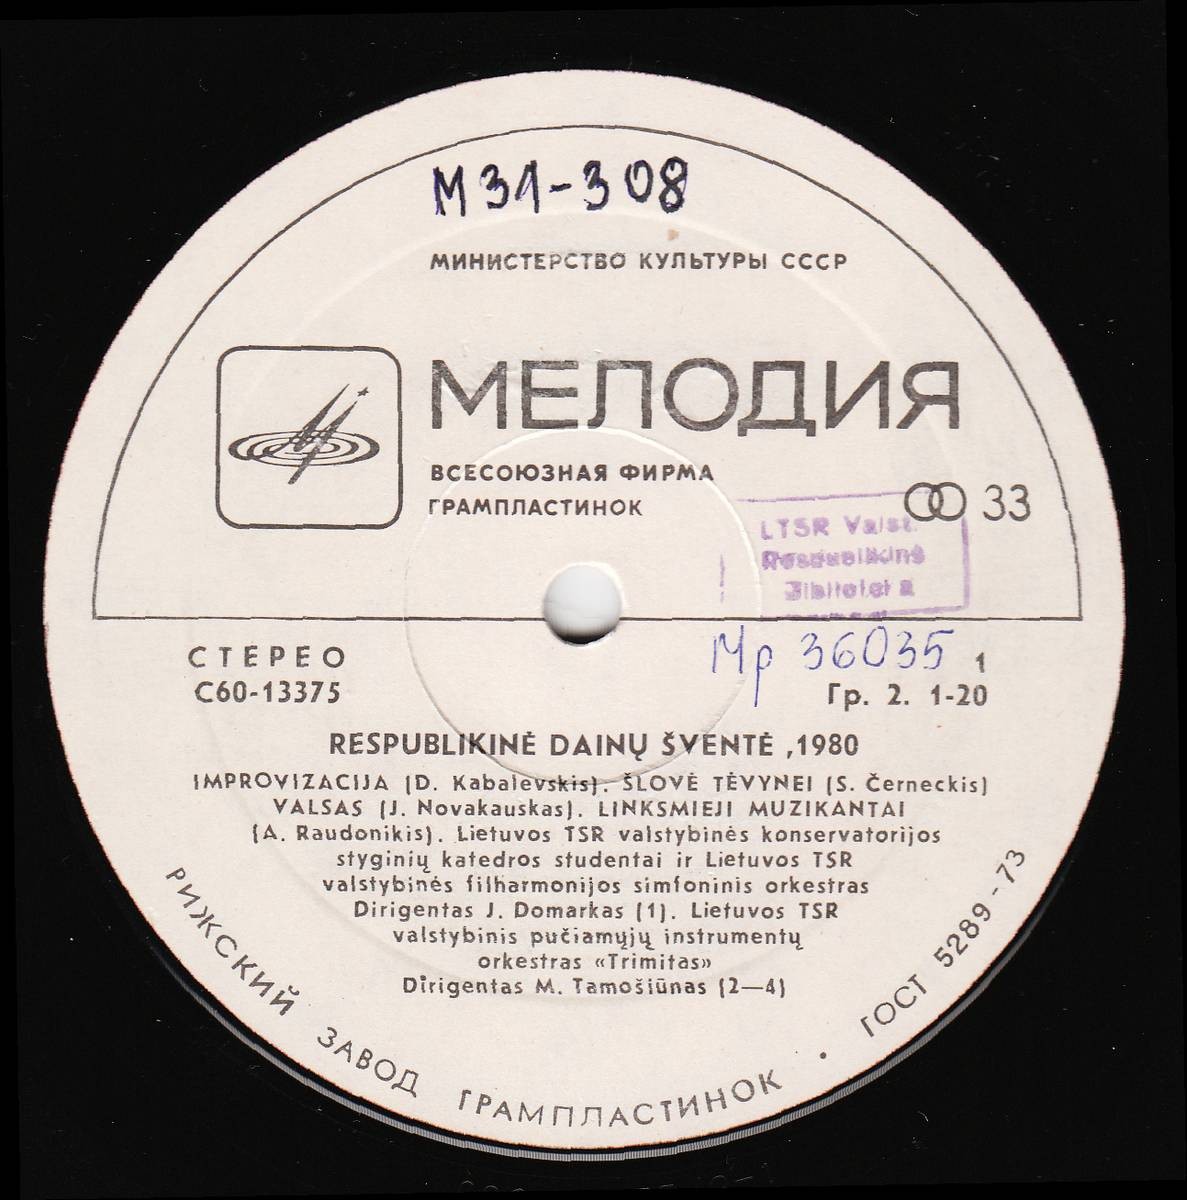 М31-308
МИНИСТЕРСТВО КУЛЬТУРЫ СССР
МЕЛОДИЯ
ВСЕСОЮЗНАЯ ФИРМА
ГРАМПЛАСТИНОК
33
LTSR Valst.
Respublikinė
Mp 36035
СТЕРЕО
1
С60-13375
Гр. 2. 1-20
RESPUBLIKINĖ DAINŲ ŠVENTĖ ,1980
IMPROVIZACIJA (D. Kabalevskis). ŠLOVĖ TĖVYNEI (S. Černeckis)
VALSAS (J. Novakauskas). LINKSMIEJI MUZIKANTAI
(A. Raudonikis). Lietuvos TSR valstybinės konservatorijos
styginių katedros studentai ir Lietuvos TSR
valstybinės filharmonijos simfoninis orkestras
Dirigentas J. Domarkas (1). Lietuvos TSR
valstybinis pučiamųjų instrumentų
orkestras «Trimitas»
Dirigentas M. Tamošiūnas (2—4)
РИЖСКИЙ ЗАВОД ГРАМПЛАСТИНОК • ГОСТ 5289-73